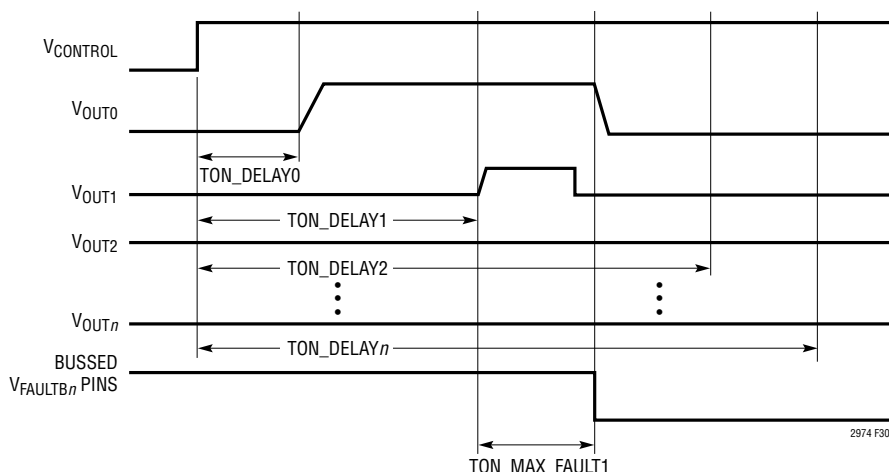 VCONTROL
VOUT0
TON_DELAY0
VOUT1
TON_DELAY1
VOUT2
TON_DELAY2
VOUTn
TON_DELAYn
BUSSED
VFAULTBn PINS
2974 F30
TON_MAX_FAULT1